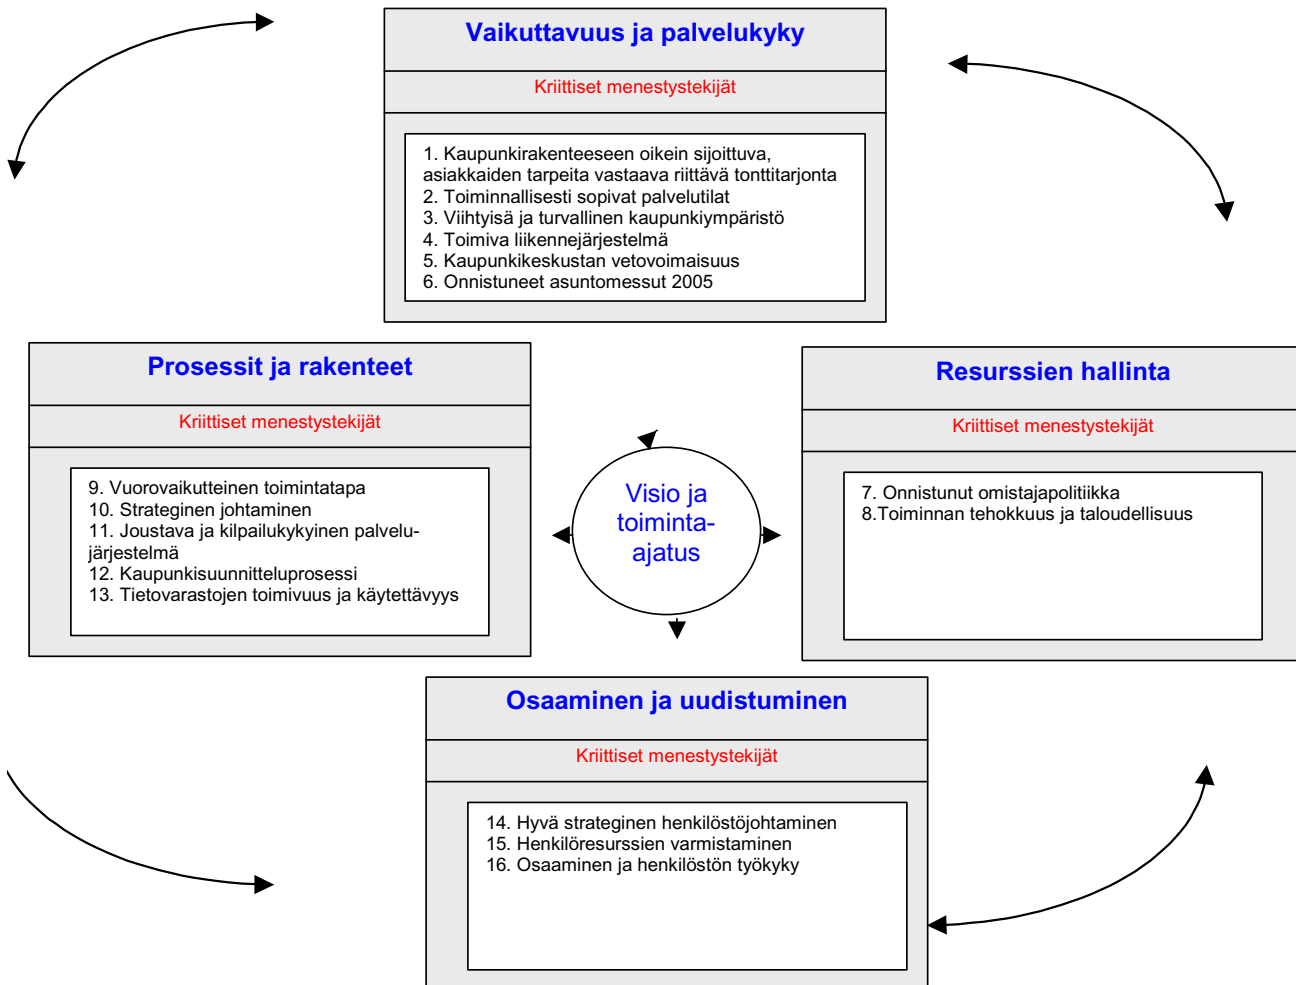 Vaikuttavuus ja palvelukyky
Kriittiset menestystekijät
1. Kaupunkirakenteeseen oikein sijoittuva,
asiakkaiden tarpeita vastaava riittävä tonttitarjonta
2. Toiminnallisesti sopivat palvelutilat
3. Viihtyisä ja turvallinen kaupunkiympäristö
4. Toimiva liikennejärjestelmä
5. Kaupunkikeskustan vetovoimaisuus
6. Onnistuneet asuntomessut 2005
Prosessit ja rakenteet
Kriittiset menestystekijät
9. Vuorovaikutteinen toimintatapa
10. Strateginen johtaminen
11. Joustava ja kilpailukykyinen palvelu-
järjestelmä
12. Kaupunkisuunnitteluprosessi
13. Tietovarastojen toimivuus ja käytettävyys
Visio ja
toiminta-
ajatus
Resurssien hallinta
Kriittiset menestystekijät
7. Onnistunut omistajapolitiikka
8.Toiminnan tehokkuus ja taloudellisuus
Osaaminen ja uudistuminen
Kriittiset menestystekijät
14. Hyvä strateginen henkilöstöjohtaminen
15. Henkilöresurssien varmistaminen
16. Osaaminen ja henkilöstön työkyky